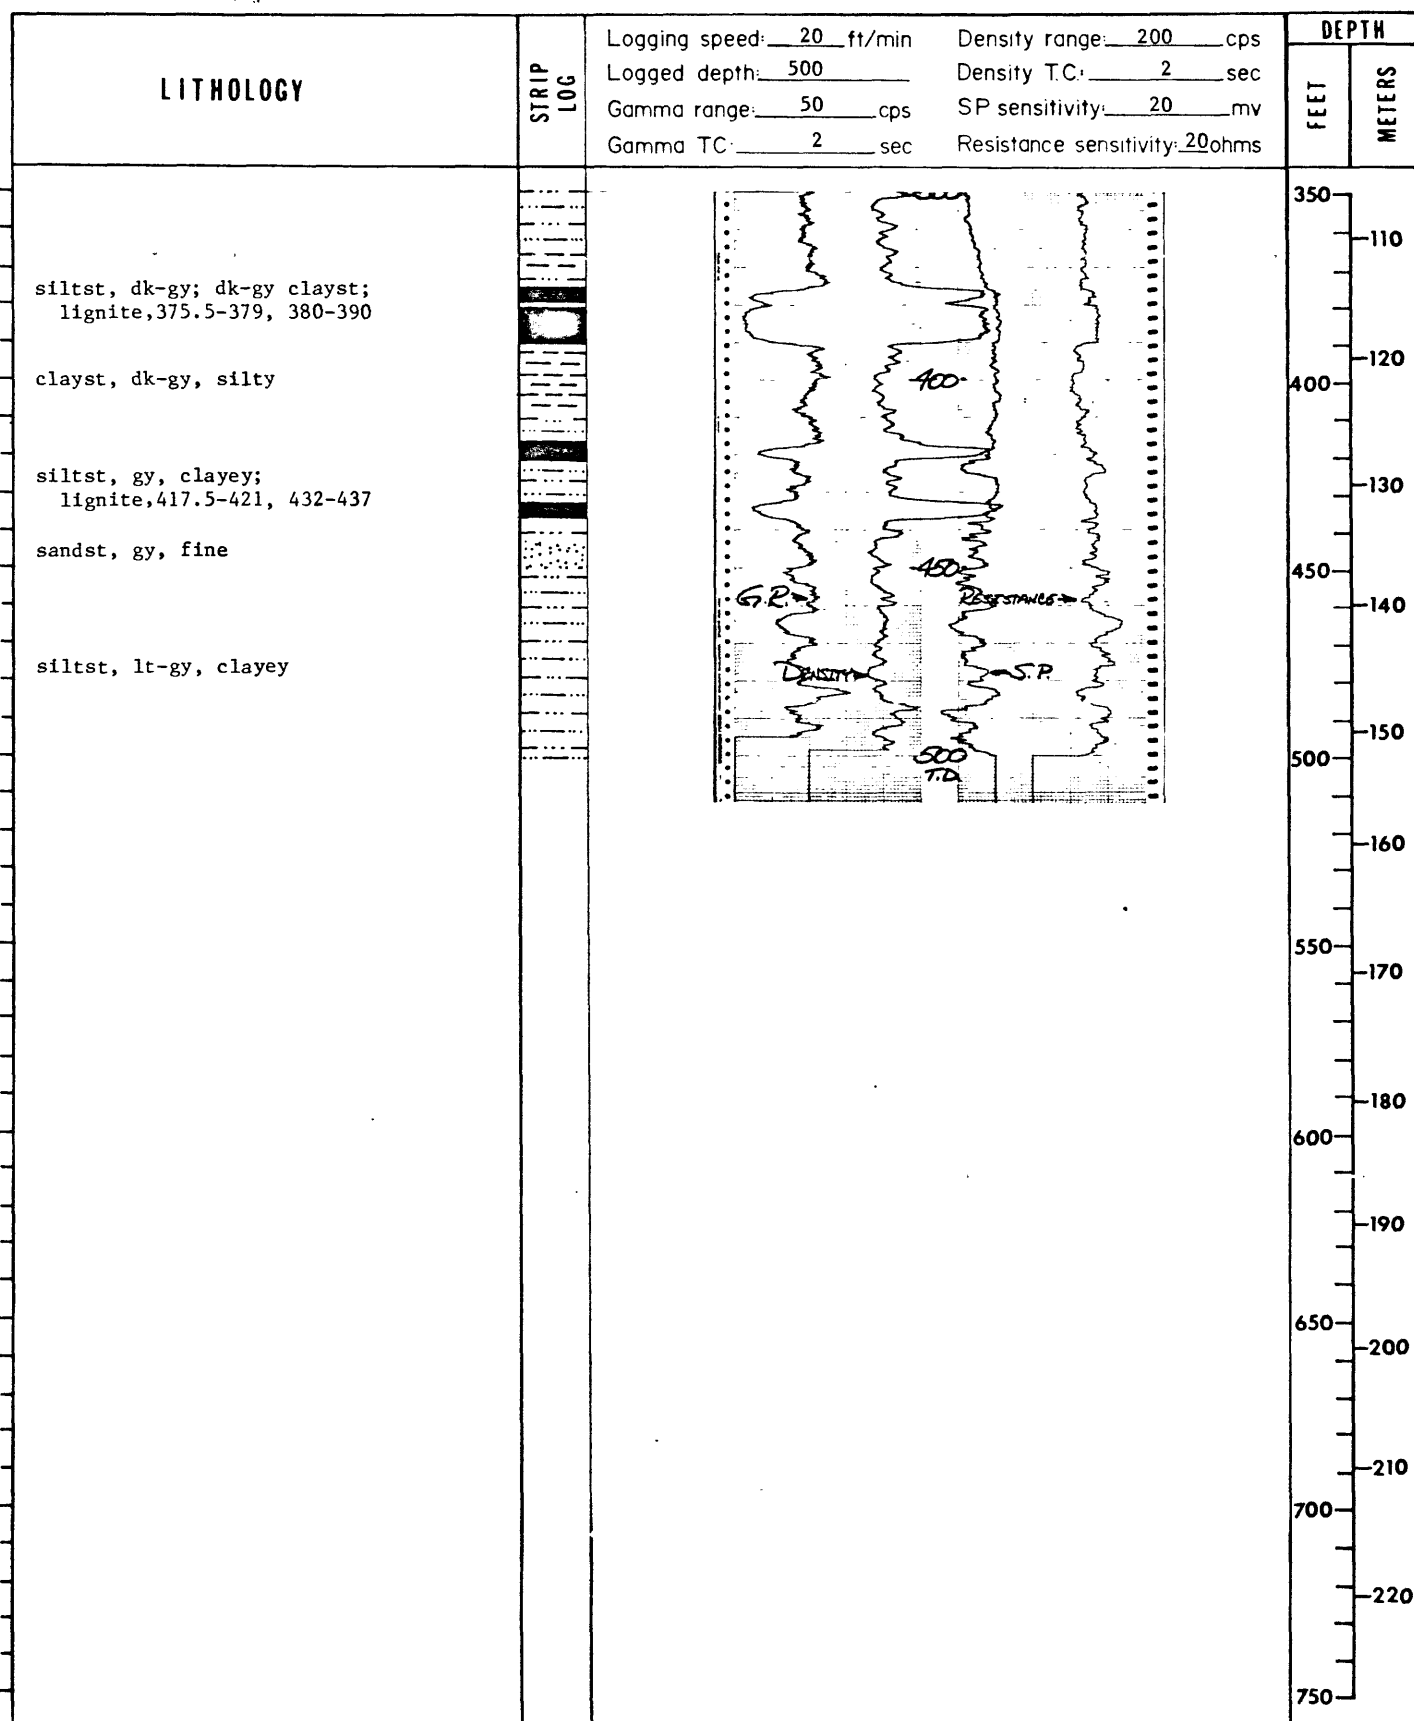 LITHOLOGY
STRIP LOG
Logging speed: 20 ft/min
Logged depth: 500
Gamma range: 50 cps
Gamma TC: 2 sec
Density range: 200 cps
Density T.C.: 2 sec
SP sensitivity: 20 mv
Resistance sensitivity: 20 ohms
DEPTH
FEET
METERS
siltst, dk-gy; dk-gy clayst;
lignite,375.5-379, 380-390
clayst, dk-gy, silty
siltst, gy, clayey;
lignite,417.5-421, 432-437
sandst, gy, fine
siltst, lt-gy, clayey
400
450
G.R.
RESISTANCE
DENSITY
S.P.
500
T.D.
350
110
120
400
130
450
140
150
500
160
550
170
180
600
190
650
200
210
700
220
750